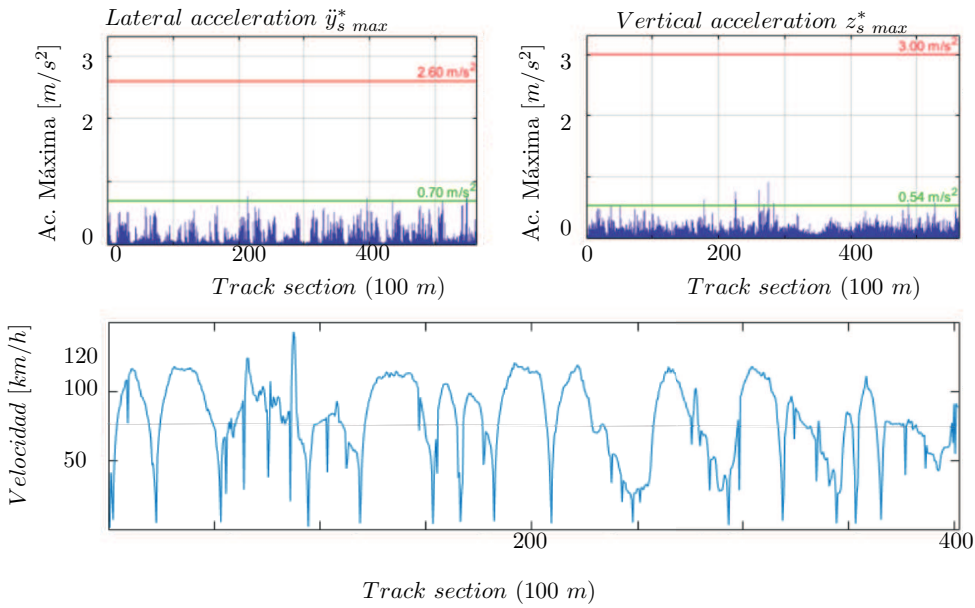 Lateral acceleration ÿ*s max
Ac. Máxima [m/s²]
3
2
0
2.60 m/s²
0.70 m/s²
0
200
400
Track section (100 m)
Vertical acceleration z*s max
Ac. Máxima [m/s²]
3
2
0
3.00 m/s²
0.54 m/s²
0
200
400
Track section (100 m)
Velocidad [km/h]
120
100
50
200
400
Track section (100 m)